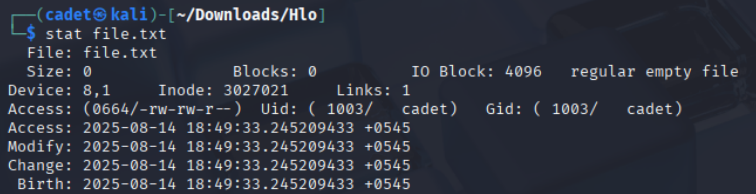 ┌──(cadet㉿kali)-[~/Downloads/Hlo]
└─$ stat file.txt
  File: file.txt
  Size: 0               Blocks: 0          IO Block: 4096   regular empty file
Device: 8,1     Inode: 3027021     Links: 1
Access: (0664/-rw-rw-r--)  Uid: ( 1003/   cadet)   Gid: ( 1003/   cadet)
Access: 2025-08-14 18:49:33.245209433 +0545
Modify: 2025-08-14 18:49:33.245209433 +0545
Change: 2025-08-14 18:49:33.245209433 +0545
 Birth: 2025-08-14 18:49:33.245209433 +0545